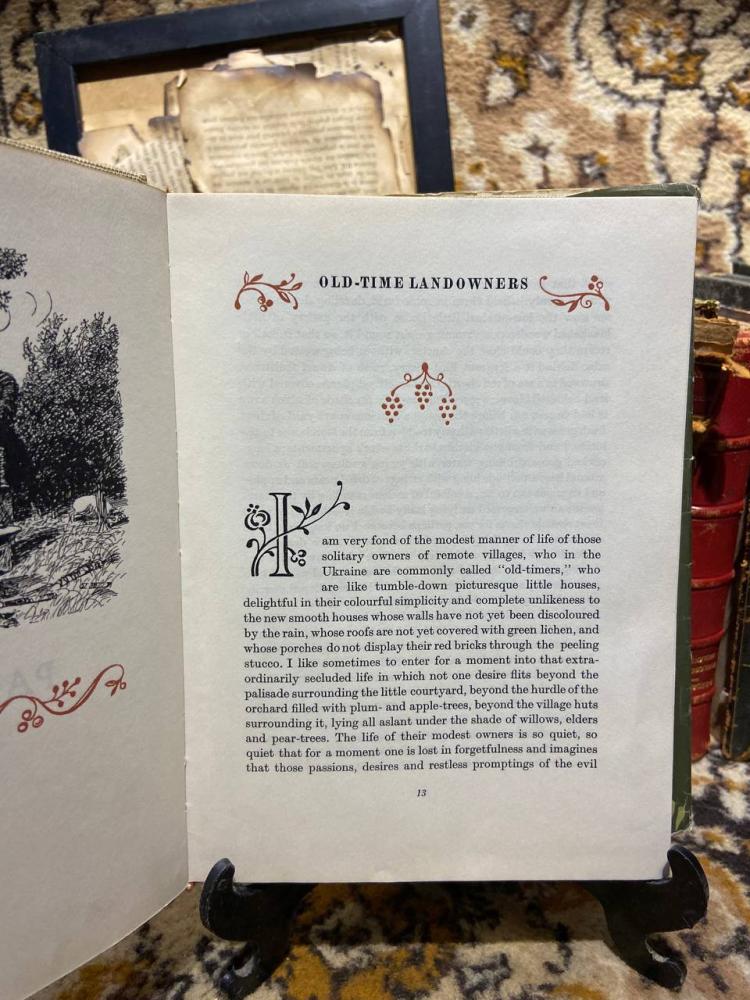 OLD-TIME LANDOWNERS
I am very fond of the modest manner of life of those
solitary owners of remote villages, who in the
Ukraine are commonly called "old-timers," who
are like tumble-down picturesque little houses,
delightful in their colourful simplicity and complete unlikeness to
the new smooth houses whose walls have not yet been discoloured
by the rain, whose roofs are not yet covered with green lichen, and
whose porches do not display their red bricks through the peeling
stucco. I like sometimes to enter for a moment into that extra-
ordinarily secluded life in which not one desire flits beyond the
palisade surrounding the little courtyard, beyond the hurdle of the
orchard filled with plum- and apple-trees, beyond the village huts
surrounding it, lying all aslant under the shade of willows, elders
and pear-trees. The life of their modest owners is so quiet, so
quiet that for a moment one is lost in forgetfulness and imagines
that those passions, desires and restless promptings of the evil
13